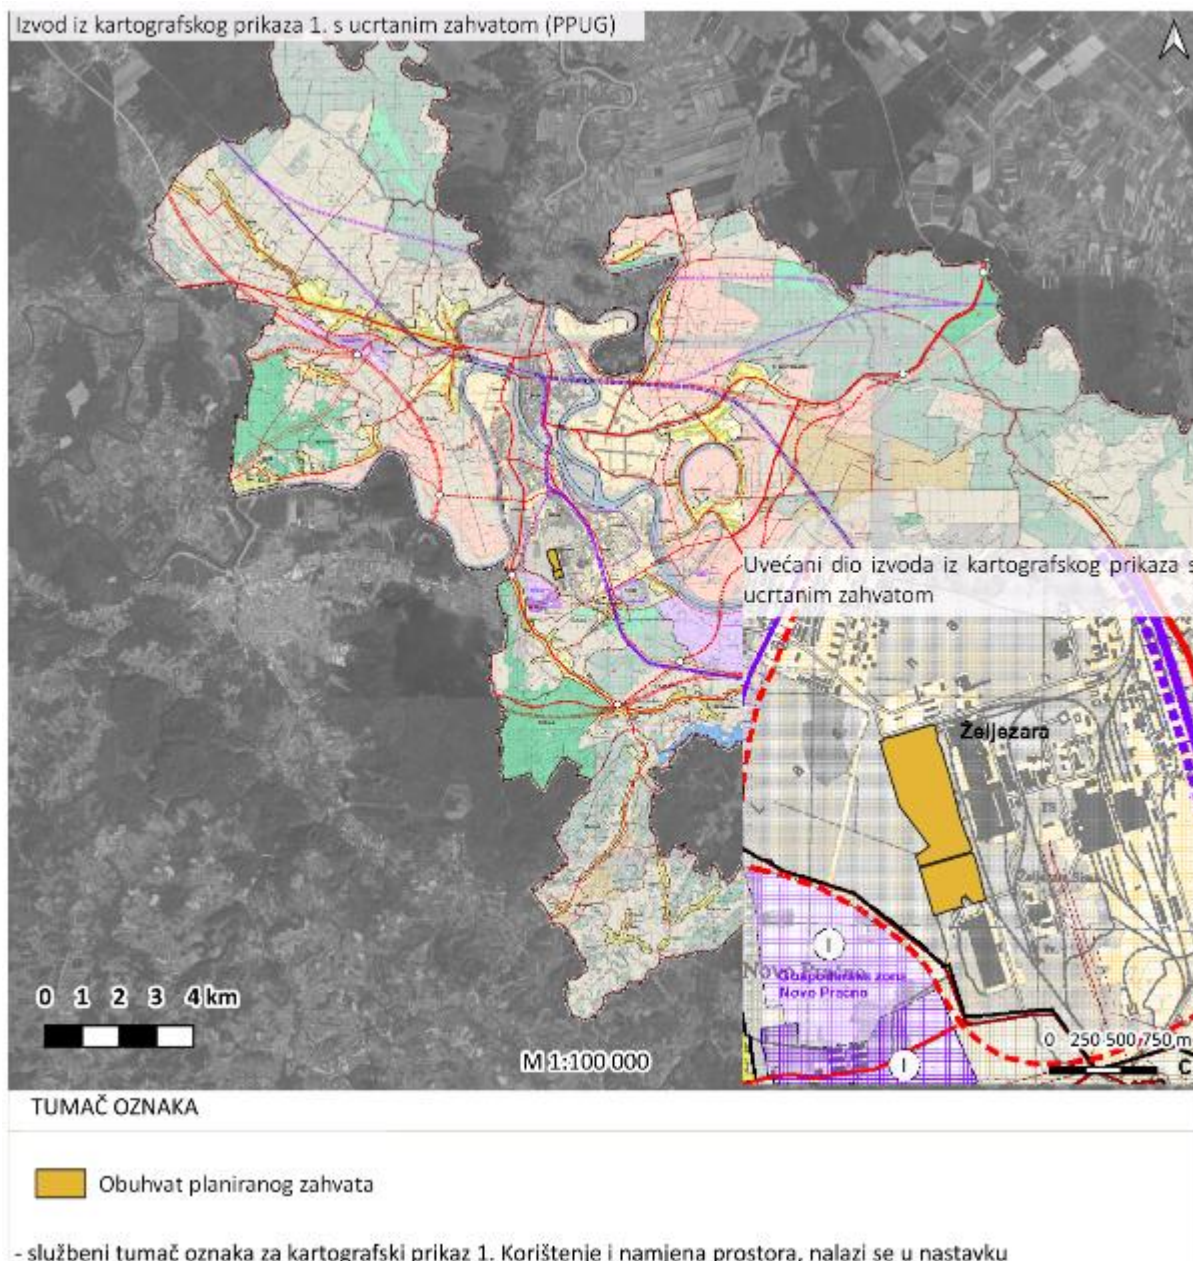 Izvod iz kartografskog prikaza 1. s ucrtanim zahvatom (PPUG)
Uvećani dio izvoda iz kartografskog prikaza s
ucrtanim zahvatom
Željezara
I
Gospodarska zona
Novo Pračno
I
0 1 2 3 4 km
M 1:100 000
0 250 500 750 m
TUMAČ OZNAKA
Obuhvat planiranog zahvata
- službeni tumač oznaka za kartografski prikaz 1. Korištenje i namjena prostora, nalazi se u nastavku